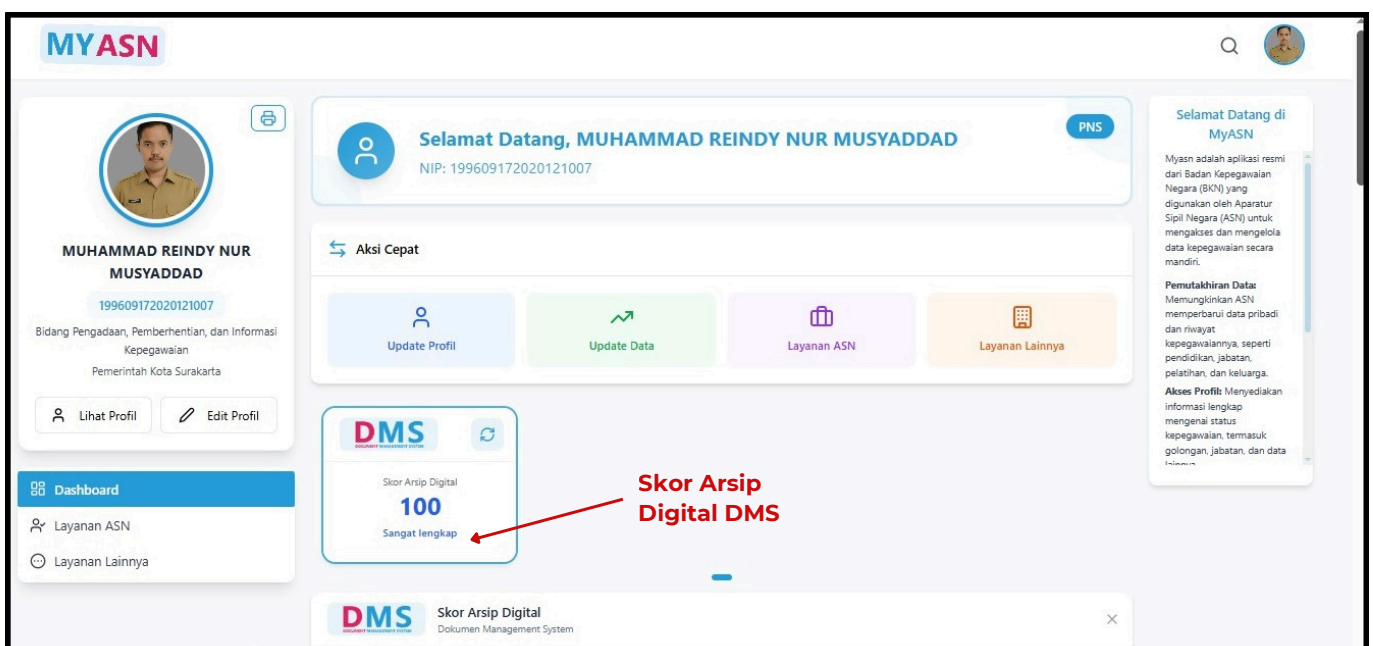 MYASN
Selamat Datang, MUHAMMAD REINDY NUR MUSYADDAD
NIP: 199609172020121007
PNS
MUHAMMAD REINDY NUR
MUSYADDAD
199609172020121007
Bidang Pengadaan, Pemberhentian, dan Informasi
Kepegawaian
Pemerintah Kota Surakarta
Lihat Profil
Edit Profil
Dashboard
Layanan ASN
Layanan Lainnya
Aksi Cepat
Update Profil
Update Data
Layanan ASN
Layanan Lainnya
DMS
DOCUMENT MANAGEMENT SYSTEM
Skor Arsip Digital
100
Sangat lengkap
Skor Arsip
Digital DMS
DMS
DOCUMENT MANAGEMENT SYSTEM
Skor Arsip Digital
Dokumen Management System
Selamat Datang di
MyASN
Myasn adalah aplikasi resmi
dari Badan Kepegawaian
Negara (BKN) yang
digunakan oleh Aparatur
Sipil Negara (ASN) untuk
mengakses dan mengelola
data kepegawaian secara
mandiri.
Pemutakhiran Data:
Memungkinkan ASN
memperbarui data pribadi
dan riwayat
kepegawaiannya, seperti
pendidikan, jabatan,
pelatihan, dan keluarga.
Akses Profil: Menyediakan
informasi lengkap
mengenai status
kepegawaian, termasuk
golongan, jabatan, dan data